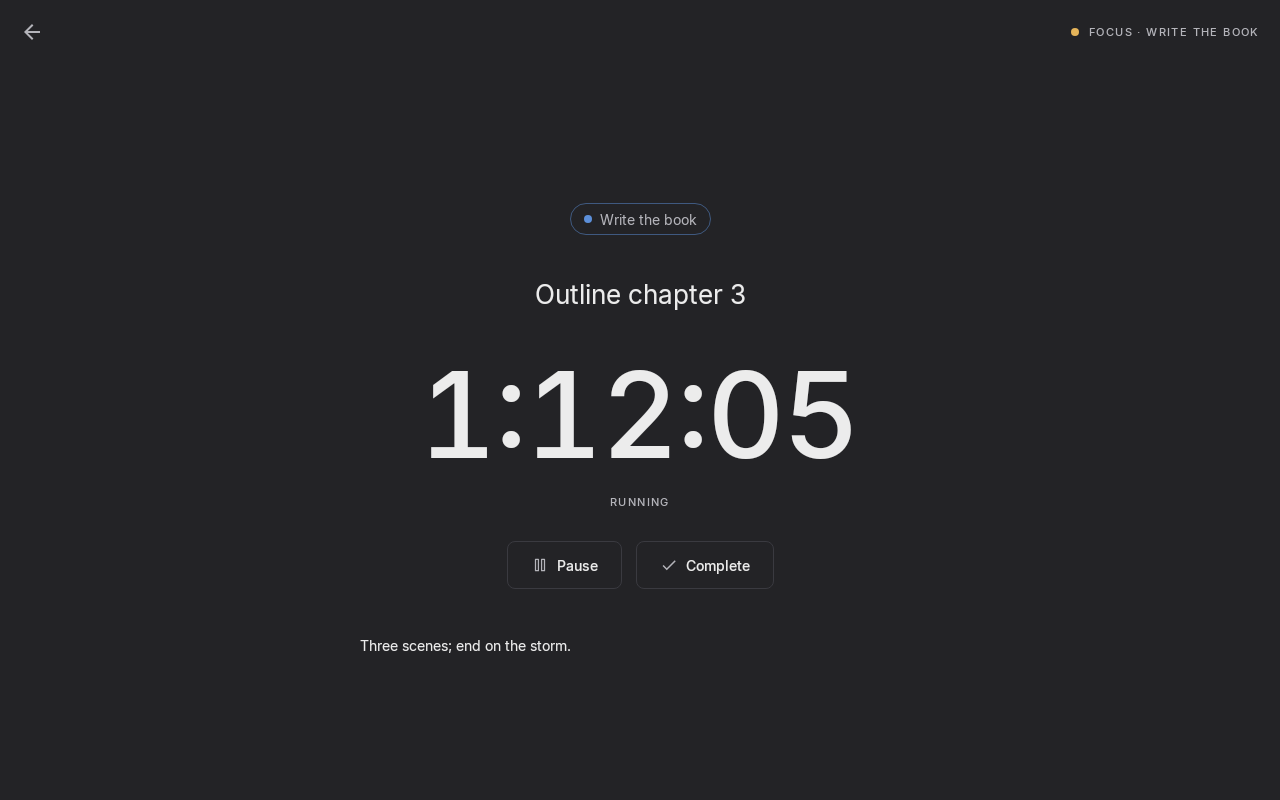 FOCUS · WRITE THE BOOK
Write the book
Outline chapter 3
1:12:05
RUNNING
Pause
Complete
Three scenes; end on the storm.